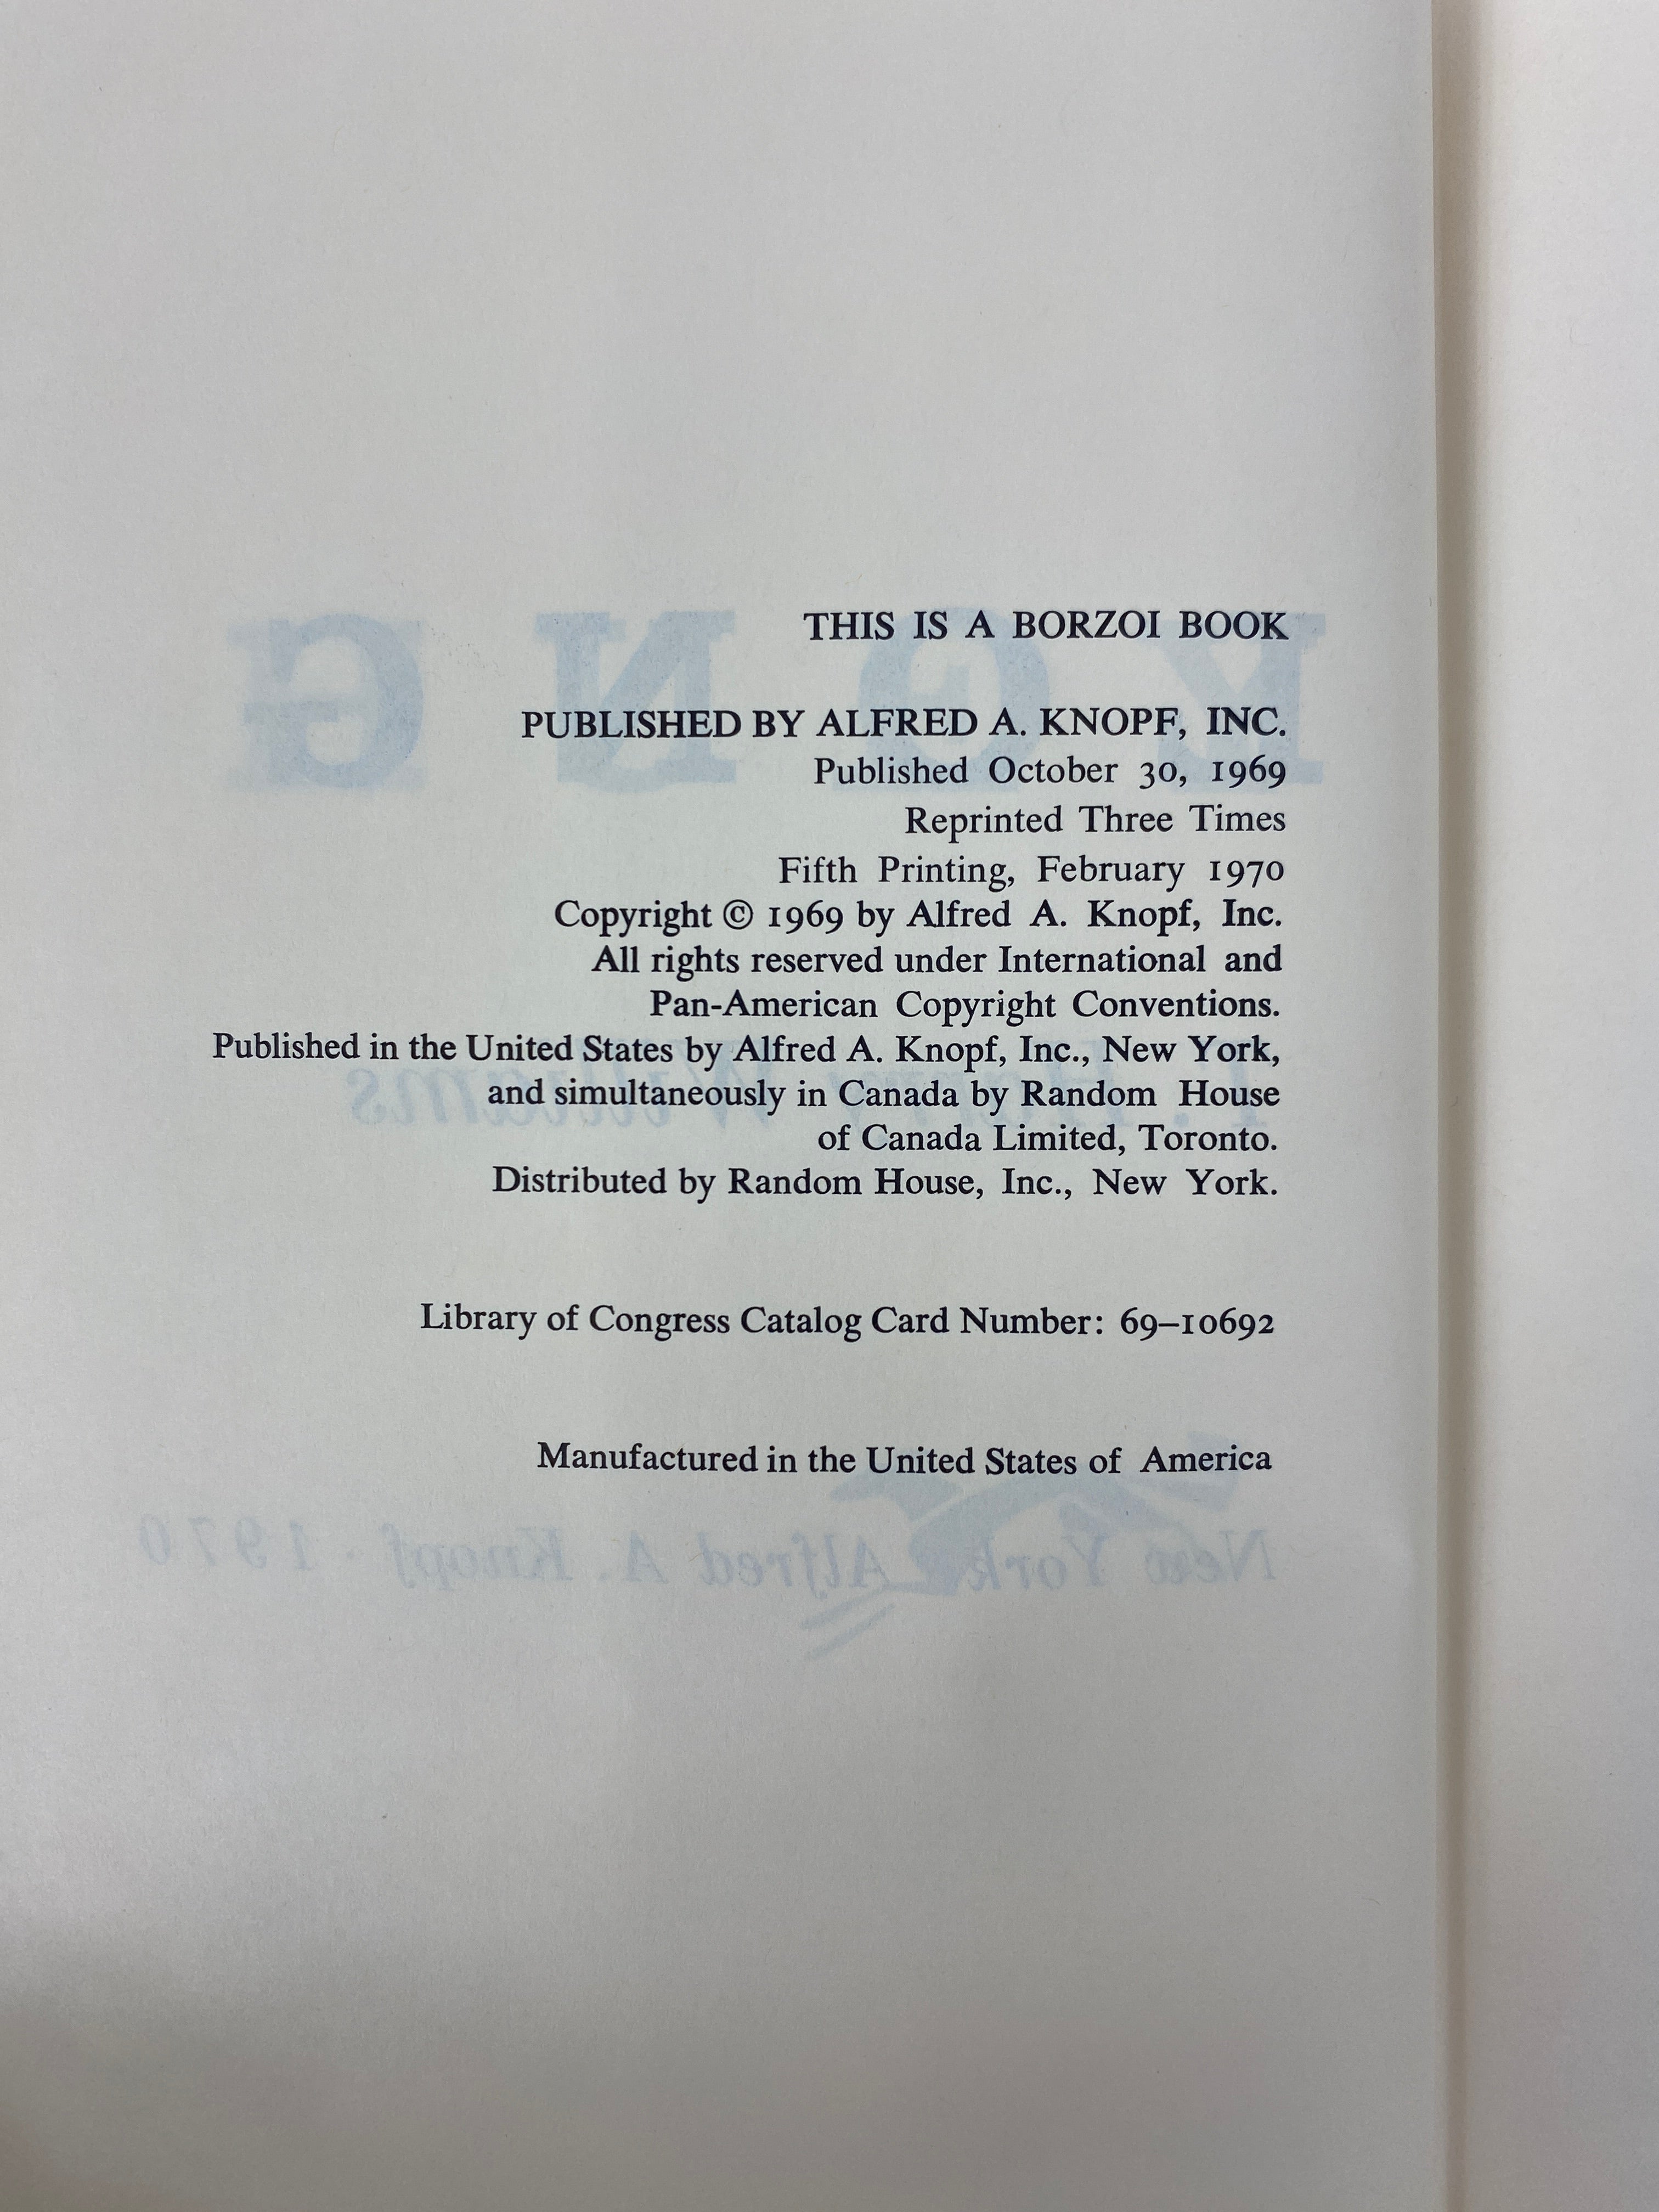 THIS IS A BORZOI BOOK
PUBLISHED BY ALFRED A. KNOPF, INC.
Published October 30, 1969
Reprinted Three Times
Fifth Printing, February 1970
Copyright © 1969 by Alfred A. Knopf, Inc.
All rights reserved under International and
Pan-American Copyright Conventions.
Published in the United States by Alfred A. Knopf, Inc., New York,
and simultaneously in Canada by Random House
of Canada Limited, Toronto.
Distributed by Random House, Inc., New York.
Library of Congress Catalog Card Number: 69–10692
Manufactured in the United States of America